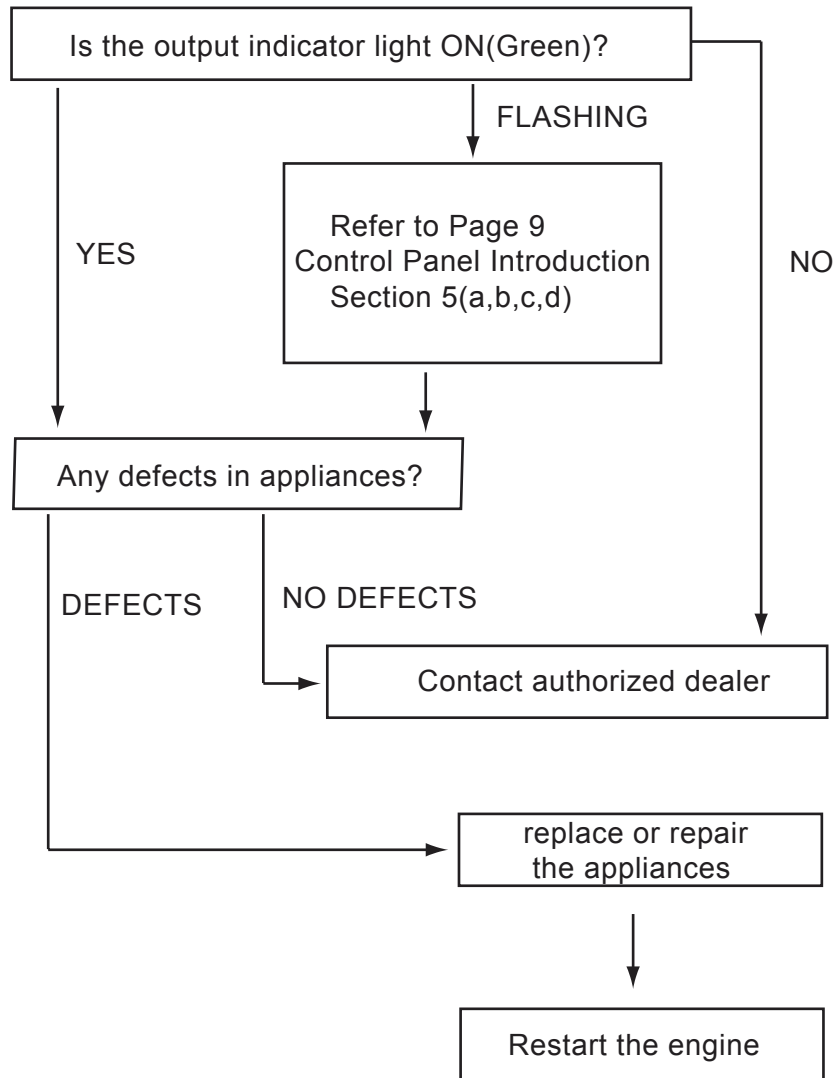 Is the output indicator light ON(Green)?
FLASHING
YES
Refer to Page 9
Control Panel Introduction
Section 5(a,b,c,d)
NO
Any defects in appliances?
DEFECTS
NO DEFECTS
Contact authorized dealer
replace or repair
the appliances
Restart the engine